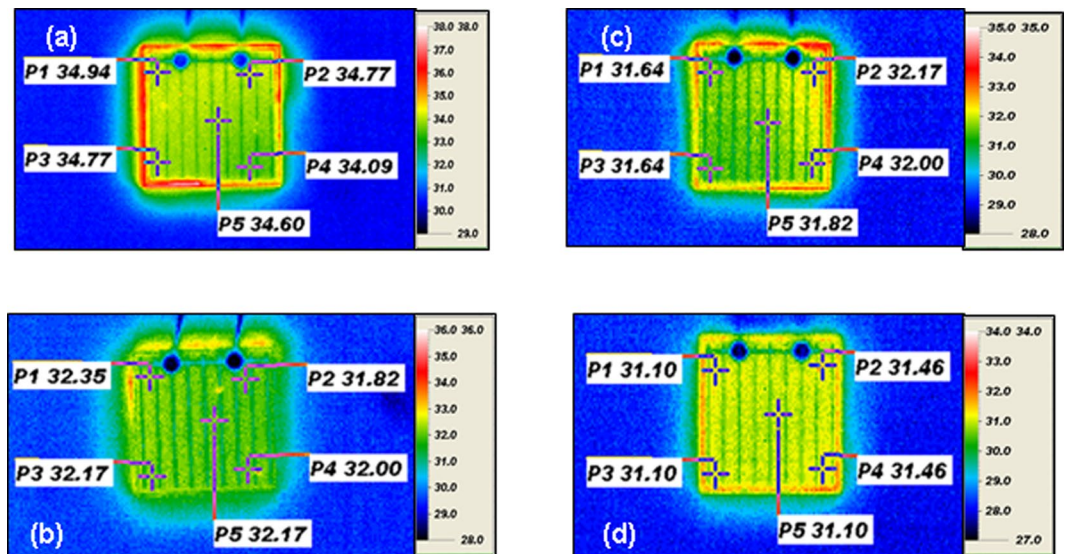 (a)
P1 34.94
P2 34.77
P3 34.77
P4 34.09
P5 34.60
38.0 38.0
37.0
36.0
35.0
34.0
33.0
32.0
31.0
30.0
29.0
(c)
P1 31.64
P2 32.17
P3 31.64
P4 32.00
P5 31.82
35.0 35.0
34.0
33.0
32.0
31.0
30.0
29.0
28.0
P1 32.35
P2 31.82
P3 32.17
P4 32.00
P5 32.17
(b)
36.0 36.0
35.0
34.0
33.0
32.0
31.0
30.0
29.0
28.0
P1 31.10
P2 31.46
P3 31.10
P4 31.46
P5 31.10
(d)
34.0 34.0
33.0
32.0
31.0
30.0
29.0
28.0
27.0